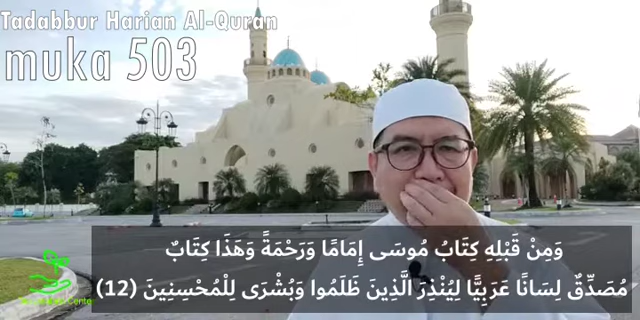 Tadabbur Harian Al-Quran
muka 503
وَمِنْ قَبْلِهِ كِتَابُ مُوسَى إِمَامًا وَرَحْمَةً وَهَذَا كِتَابٌ
مُصَدِّقٌ لِسَانًا عَرَبِيًّا لِيُنْذِرَ الَّذِينَ ظَلَمُوا وَبُشْرَى لِلْمُحْسِنِينَ (12)